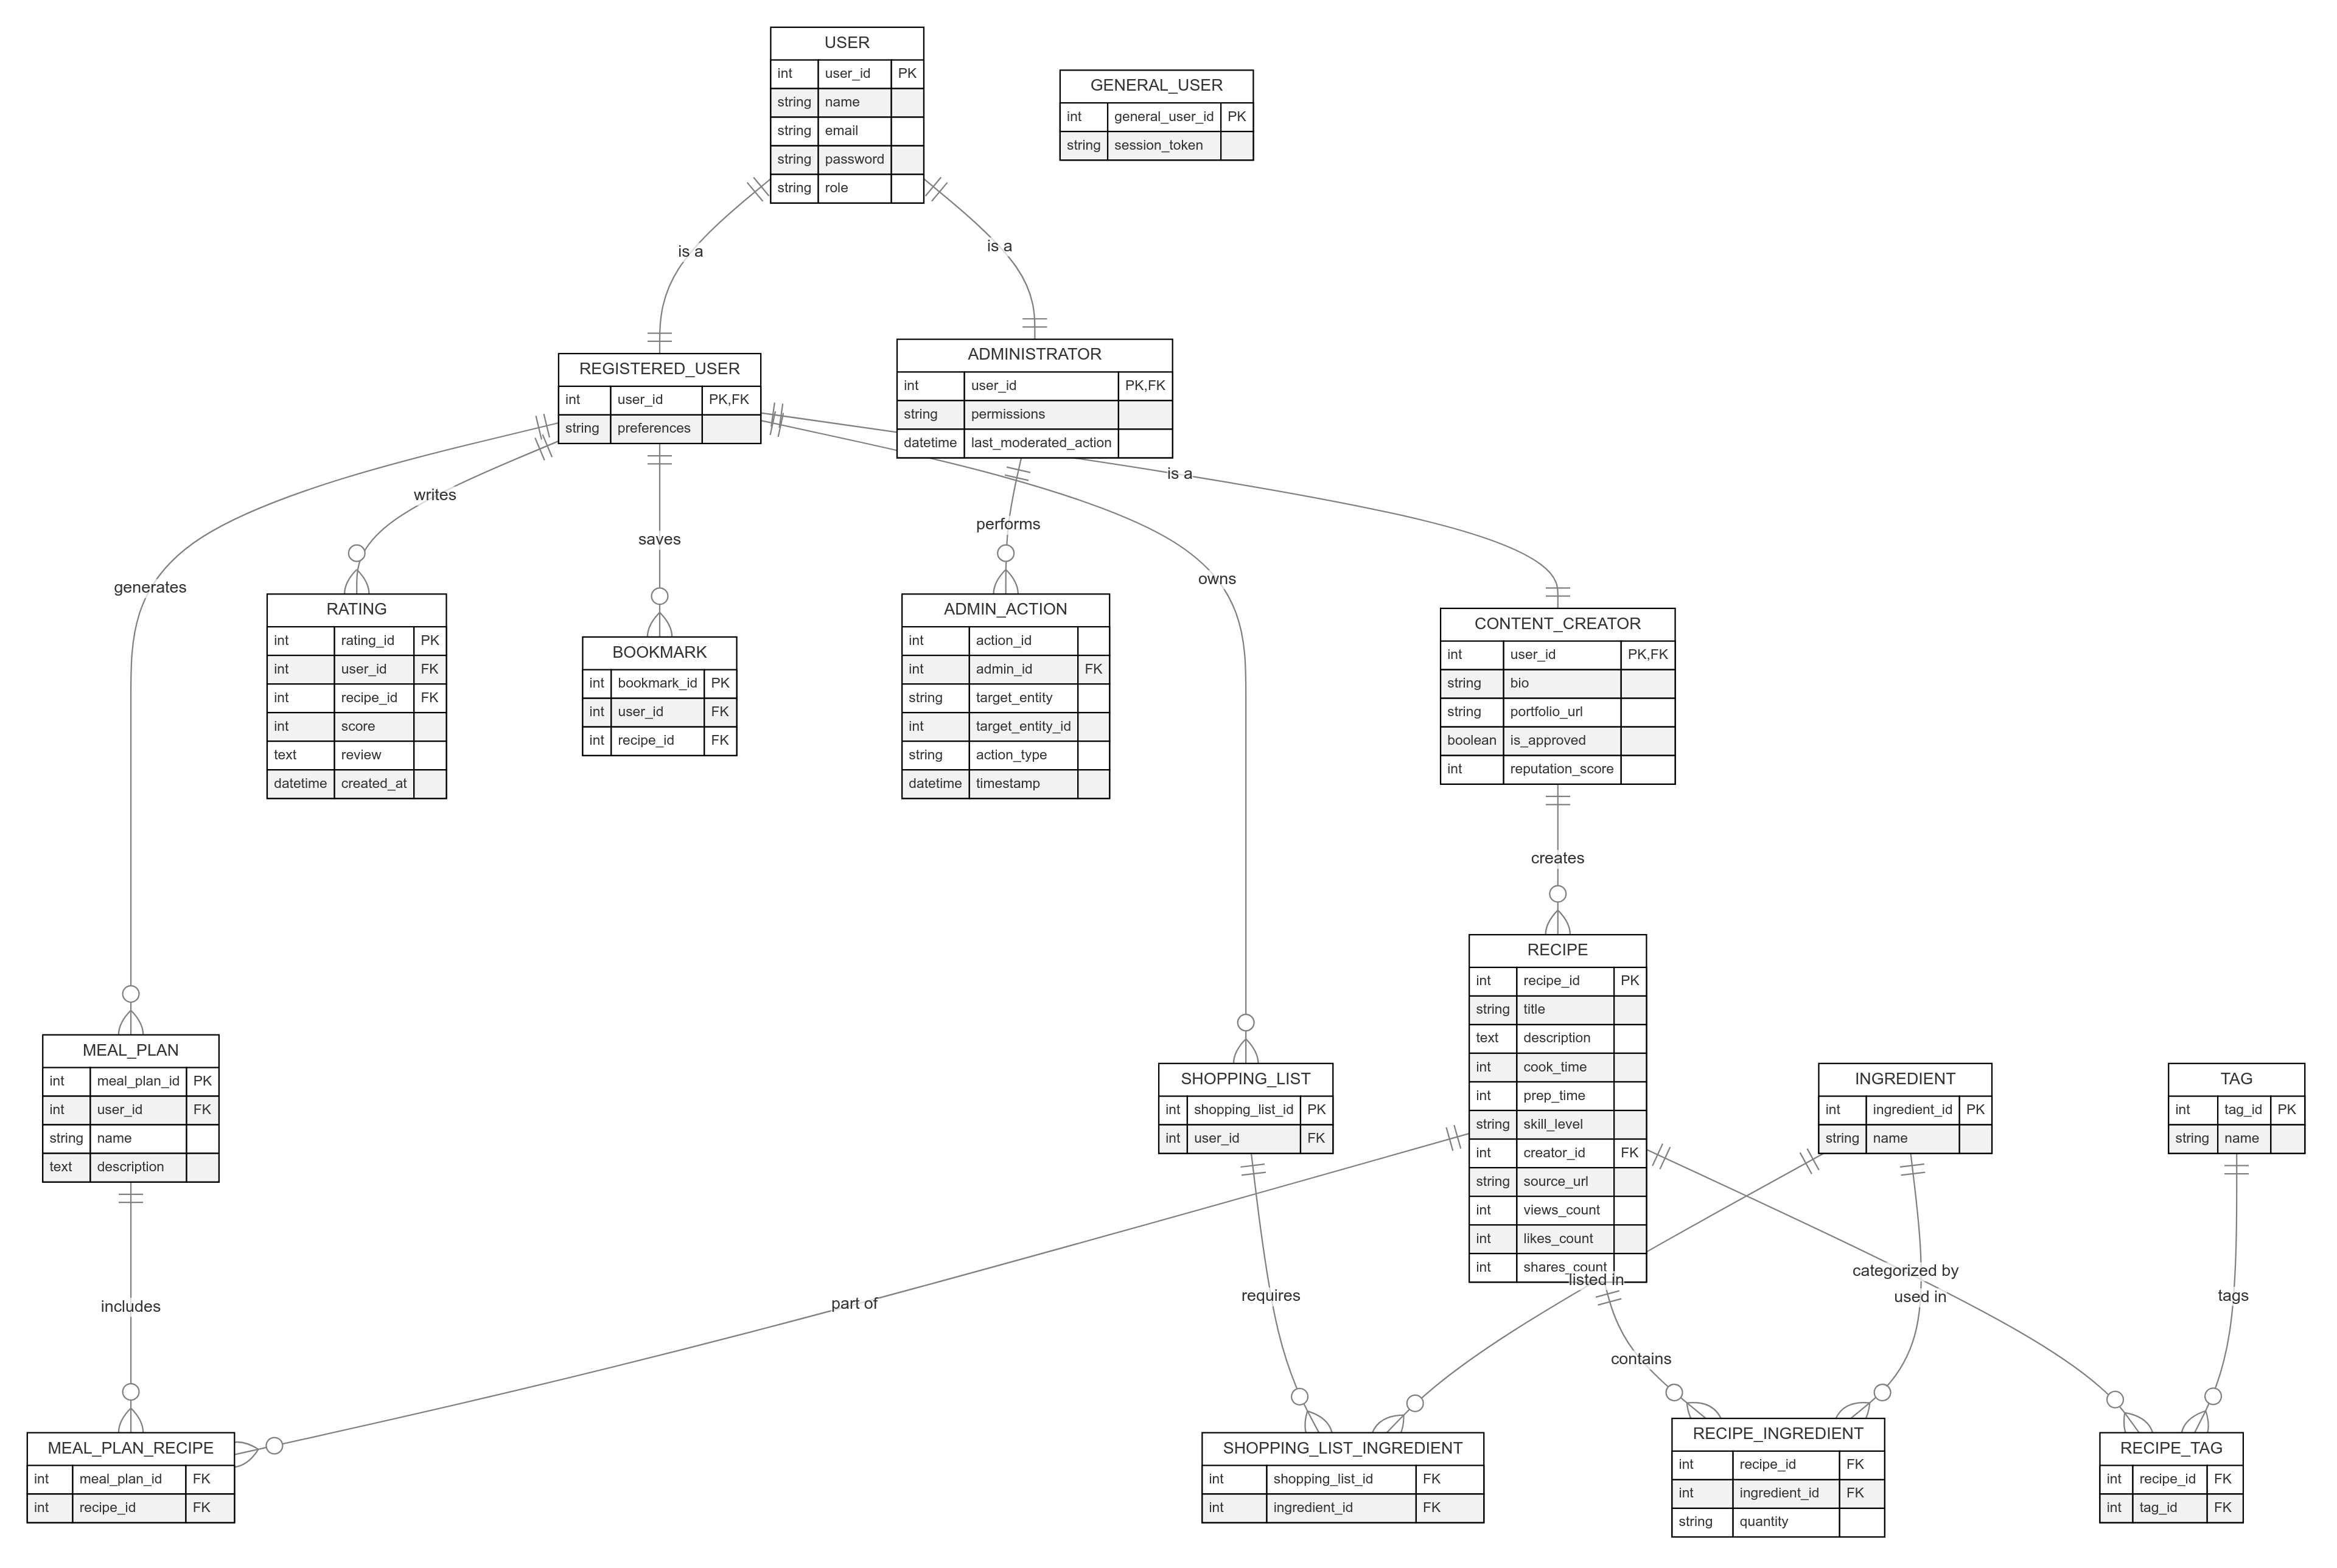 USER
int user_id PK
string name
string email
string password
string role
GENERAL_USER
int general_user_id PK
string session_token
is a
is a
REGISTERED_USER
int user_id PK,FK
string preferences
ADMINISTRATOR
int user_id PK,FK
string permissions
datetime last_moderated_action
is a
writes
performs
saves
owns
generates
RATING
int rating_id PK
int user_id FK
int recipe_id FK
int score
text review
datetime created_at
BOOKMARK
int bookmark_id PK
int user_id FK
int recipe_id FK
ADMIN_ACTION
int action_id
int admin_id FK
string target_entity
int target_entity_id
string action_type
datetime timestamp
CONTENT_CREATOR
int user_id PK,FK
string bio
string portfolio_url
boolean is_approved
int reputation_score
creates
MEAL_PLAN
int meal_plan_id PK
int user_id FK
string name
text description
SHOPPING_LIST
int shopping_list_id PK
int user_id FK
RECIPE
int recipe_id PK
string title
text description
int cook_time
int prep_time
string skill_level
int creator_id FK
string source_url
int views_count
int likes_count
int shares_count
INGREDIENT
int ingredient_id PK
string name
TAG
int tag_id PK
string name
includes
part of
requires
listed in
contains
categorized by
used in
tags
MEAL_PLAN_RECIPE
int meal_plan_id FK
int recipe_id FK
SHOPPING_LIST_INGREDIENT
int shopping_list_id FK
int ingredient_id FK
RECIPE_INGREDIENT
int recipe_id FK
int ingredient_id FK
string quantity
RECIPE_TAG
int recipe_id FK
int tag_id FK